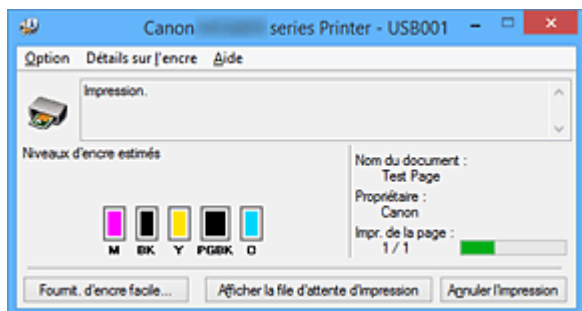 Canon series Printer - USB001
Option Détails sur l'encre Aide
Impression.
Niveaux d'encre estimés
Nom du document :
Test Page
Propriétaire :
Canon
Impr. de la page :
1 / 1
M BK Y PGBK C
Fournit. d'encre facile... Afficher la file d'attente d'impression Annuler l'impression